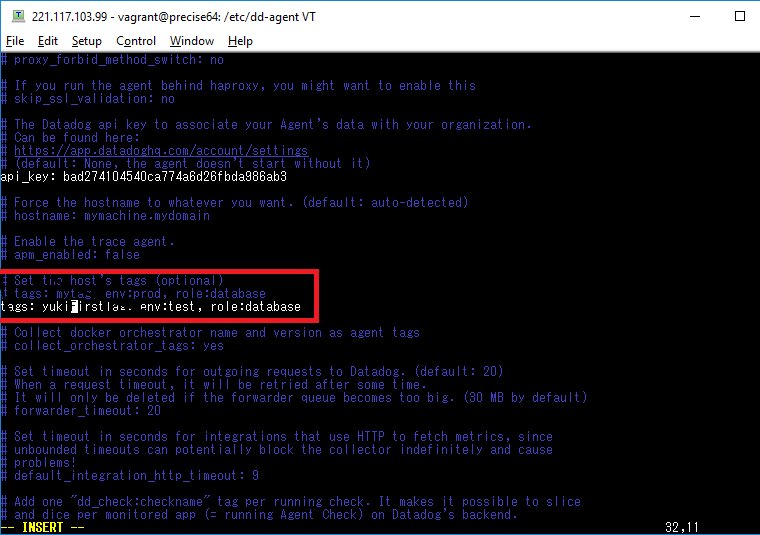 221.117.103.99 - vagrant@precise64: /etc/dd-agent VT
File Edit Setup Control Window Help
# proxy_forbid_method_switch: no
# If you run the agent behind haproxy, you might want to enable this
# skip_ssl_validation: no
# The Datadog api key to associate your Agent's data with your organization.
# Can be found here:
# https://app.datadoghq.com/account/settings
# (default: None, the agent doesn't start without it)
api_key: bad274104540ca774a6d26fbda986ab3
# Force the hostname to whatever you want. (default: auto-detected)
# hostname: mymachine.mydomain
# Enable the trace agent.
# apm_enabled: false
# Set the host's tags (optional)
# tags: mytag, env:prod, role:database
tags: env:test, role:database
# Collect docker orchestrator name and version as agent tags
# collect_orchestrator_tags: yes
# Set timeout in seconds for outgoing requests to Datadog. (default: 20)
# When a request timeout, it will be retried after some time.
# It will only be deleted if the forwarder queue becomes too big. (30 MB by default)
# forwarder_timeout: 20
# Set timeout in seconds for integrations that use HTTP to fetch metrics, since
# unbounded timeouts can potentially block the collector indefinitely and cause
# problems!
# default_integration_http_timeout: 9
# Add one "dd_check:checkname" tag per running check. It makes it possible to slice
# and dice per monitored app (= running Agent Check) on Datadog's backend.
-- INSERT -- 32,11